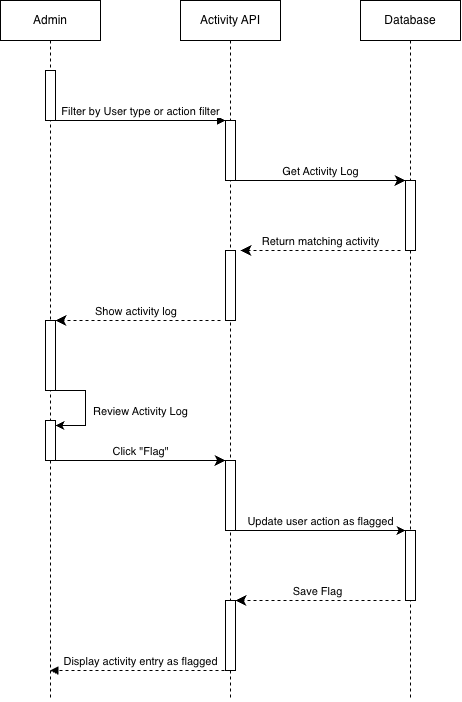 Admin
Activity API
Database
Filter by User type or action filter
Get Activity Log
Return matching activity
Show activity log
Review Activity Log
Click "Flag"
Update user action as flagged
Save Flag
Display activity entry as flagged